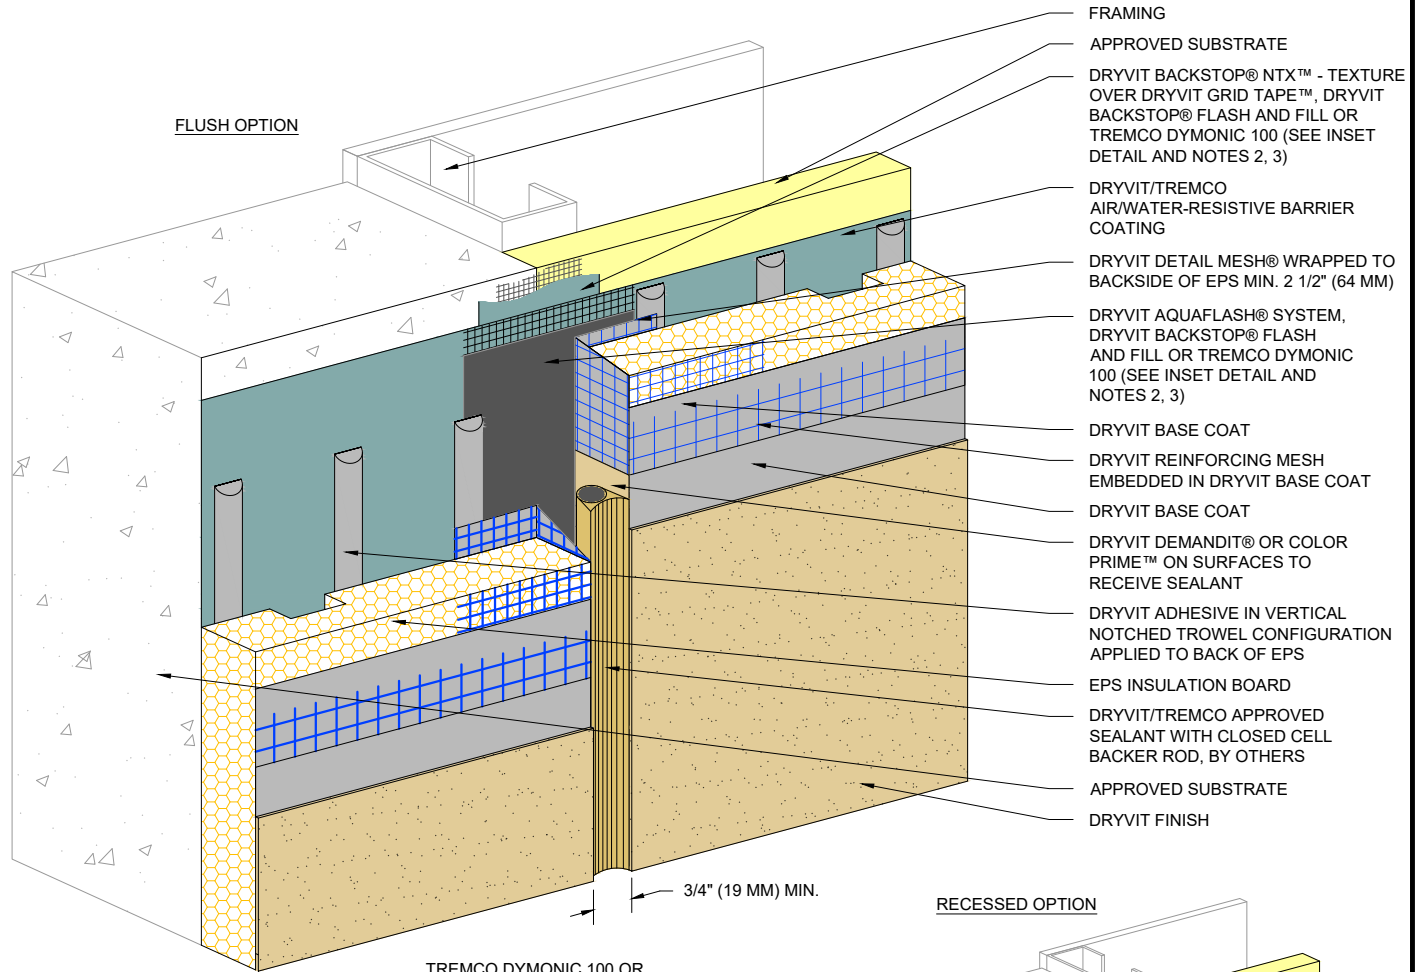 FRAMING
APPROVED SUBSTRATE
DRYVIT BACKSTOP® NTX™ - TEXTURE
OVER DRYVIT GRID TAPE™, DRYVIT
BACKSTOP® FLASH AND FILL OR
TREMCO DYMONIC 100 (SEE INSET
DETAIL AND NOTES 2, 3)
FLUSH OPTION
DRYVIT/TREMCO
AIR/WATER-RESISTIVE BARRIER
COATING
DRYVIT DETAIL MESH® WRAPPED TO
BACKSIDE OF EPS MIN. 2 1/2" (64 MM)
DRYVIT AQUAFLASH® SYSTEM,
DRYVIT BACKSTOP® FLASH
AND FILL OR TREMCO DYMONIC
100 (SEE INSET DETAIL AND
NOTES 2, 3)
DRYVIT BASE COAT
DRYVIT REINFORCING MESH
EMBEDDED IN DRYVIT BASE COAT
DRYVIT BASE COAT
DRYVIT DEMANDIT® OR COLOR
PRIME™ ON SURFACES TO
RECEIVE SEALANT
DRYVIT ADHESIVE IN VERTICAL
NOTCHED TROWEL CONFIGURATION
APPLIED TO BACK OF EPS
EPS INSULATION BOARD
DRYVIT/TREMCO APPROVED
SEALANT WITH CLOSED CELL
BACKER ROD, BY OTHERS
APPROVED SUBSTRATE
DRYVIT FINISH
3/4" (19 MM) MIN.
RECESSED OPTION
TREMCO DYMONIC 100 OR